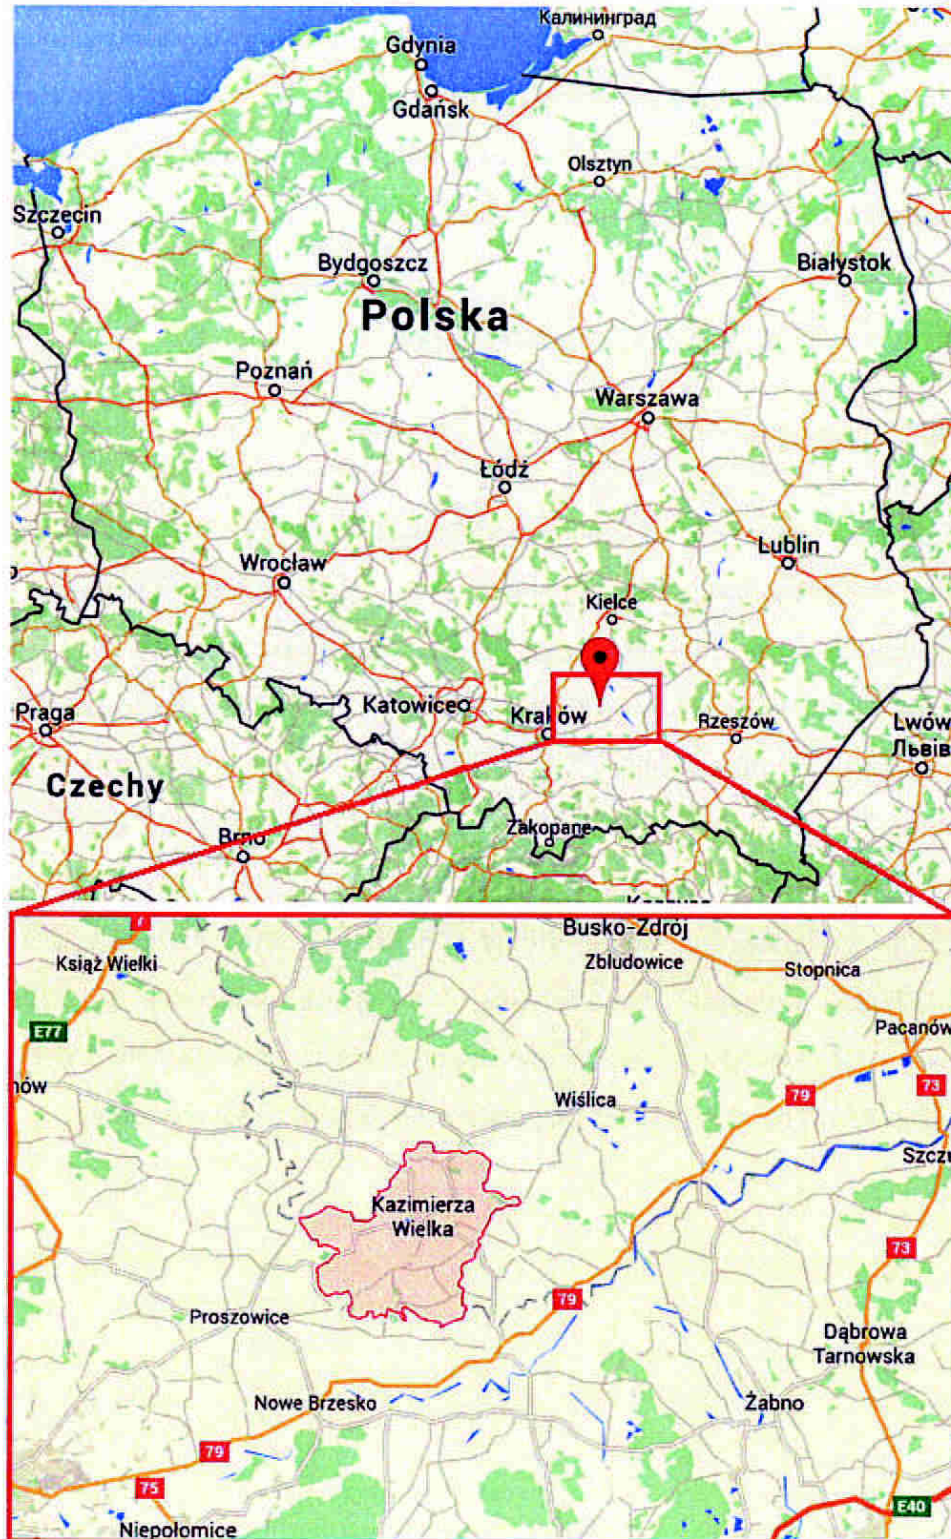 Калининград
Gdynia
Gdańsk
Olsztyn
Szczecin
Bydgoszcz
Białystok
Polska
Poznań
Warszawa
Łódź
Lublin
Wrocław
Kielce
Katowice
Kraków
Rzeszów
Praga
Lwów
Львів
Czechy
Brno
Zakopane
7
Busko-Zdrój
Książ Wielki
Zbludowice
Stopnica
E77
Pacanów
nów
79
73
Wiślica
Szczu
Kazimierza
Wielka
73
79
Proszowice
Dąbrowa
Tarnowska
Nowe Brzesko
Żabno
79
75
E40
Niepołomice